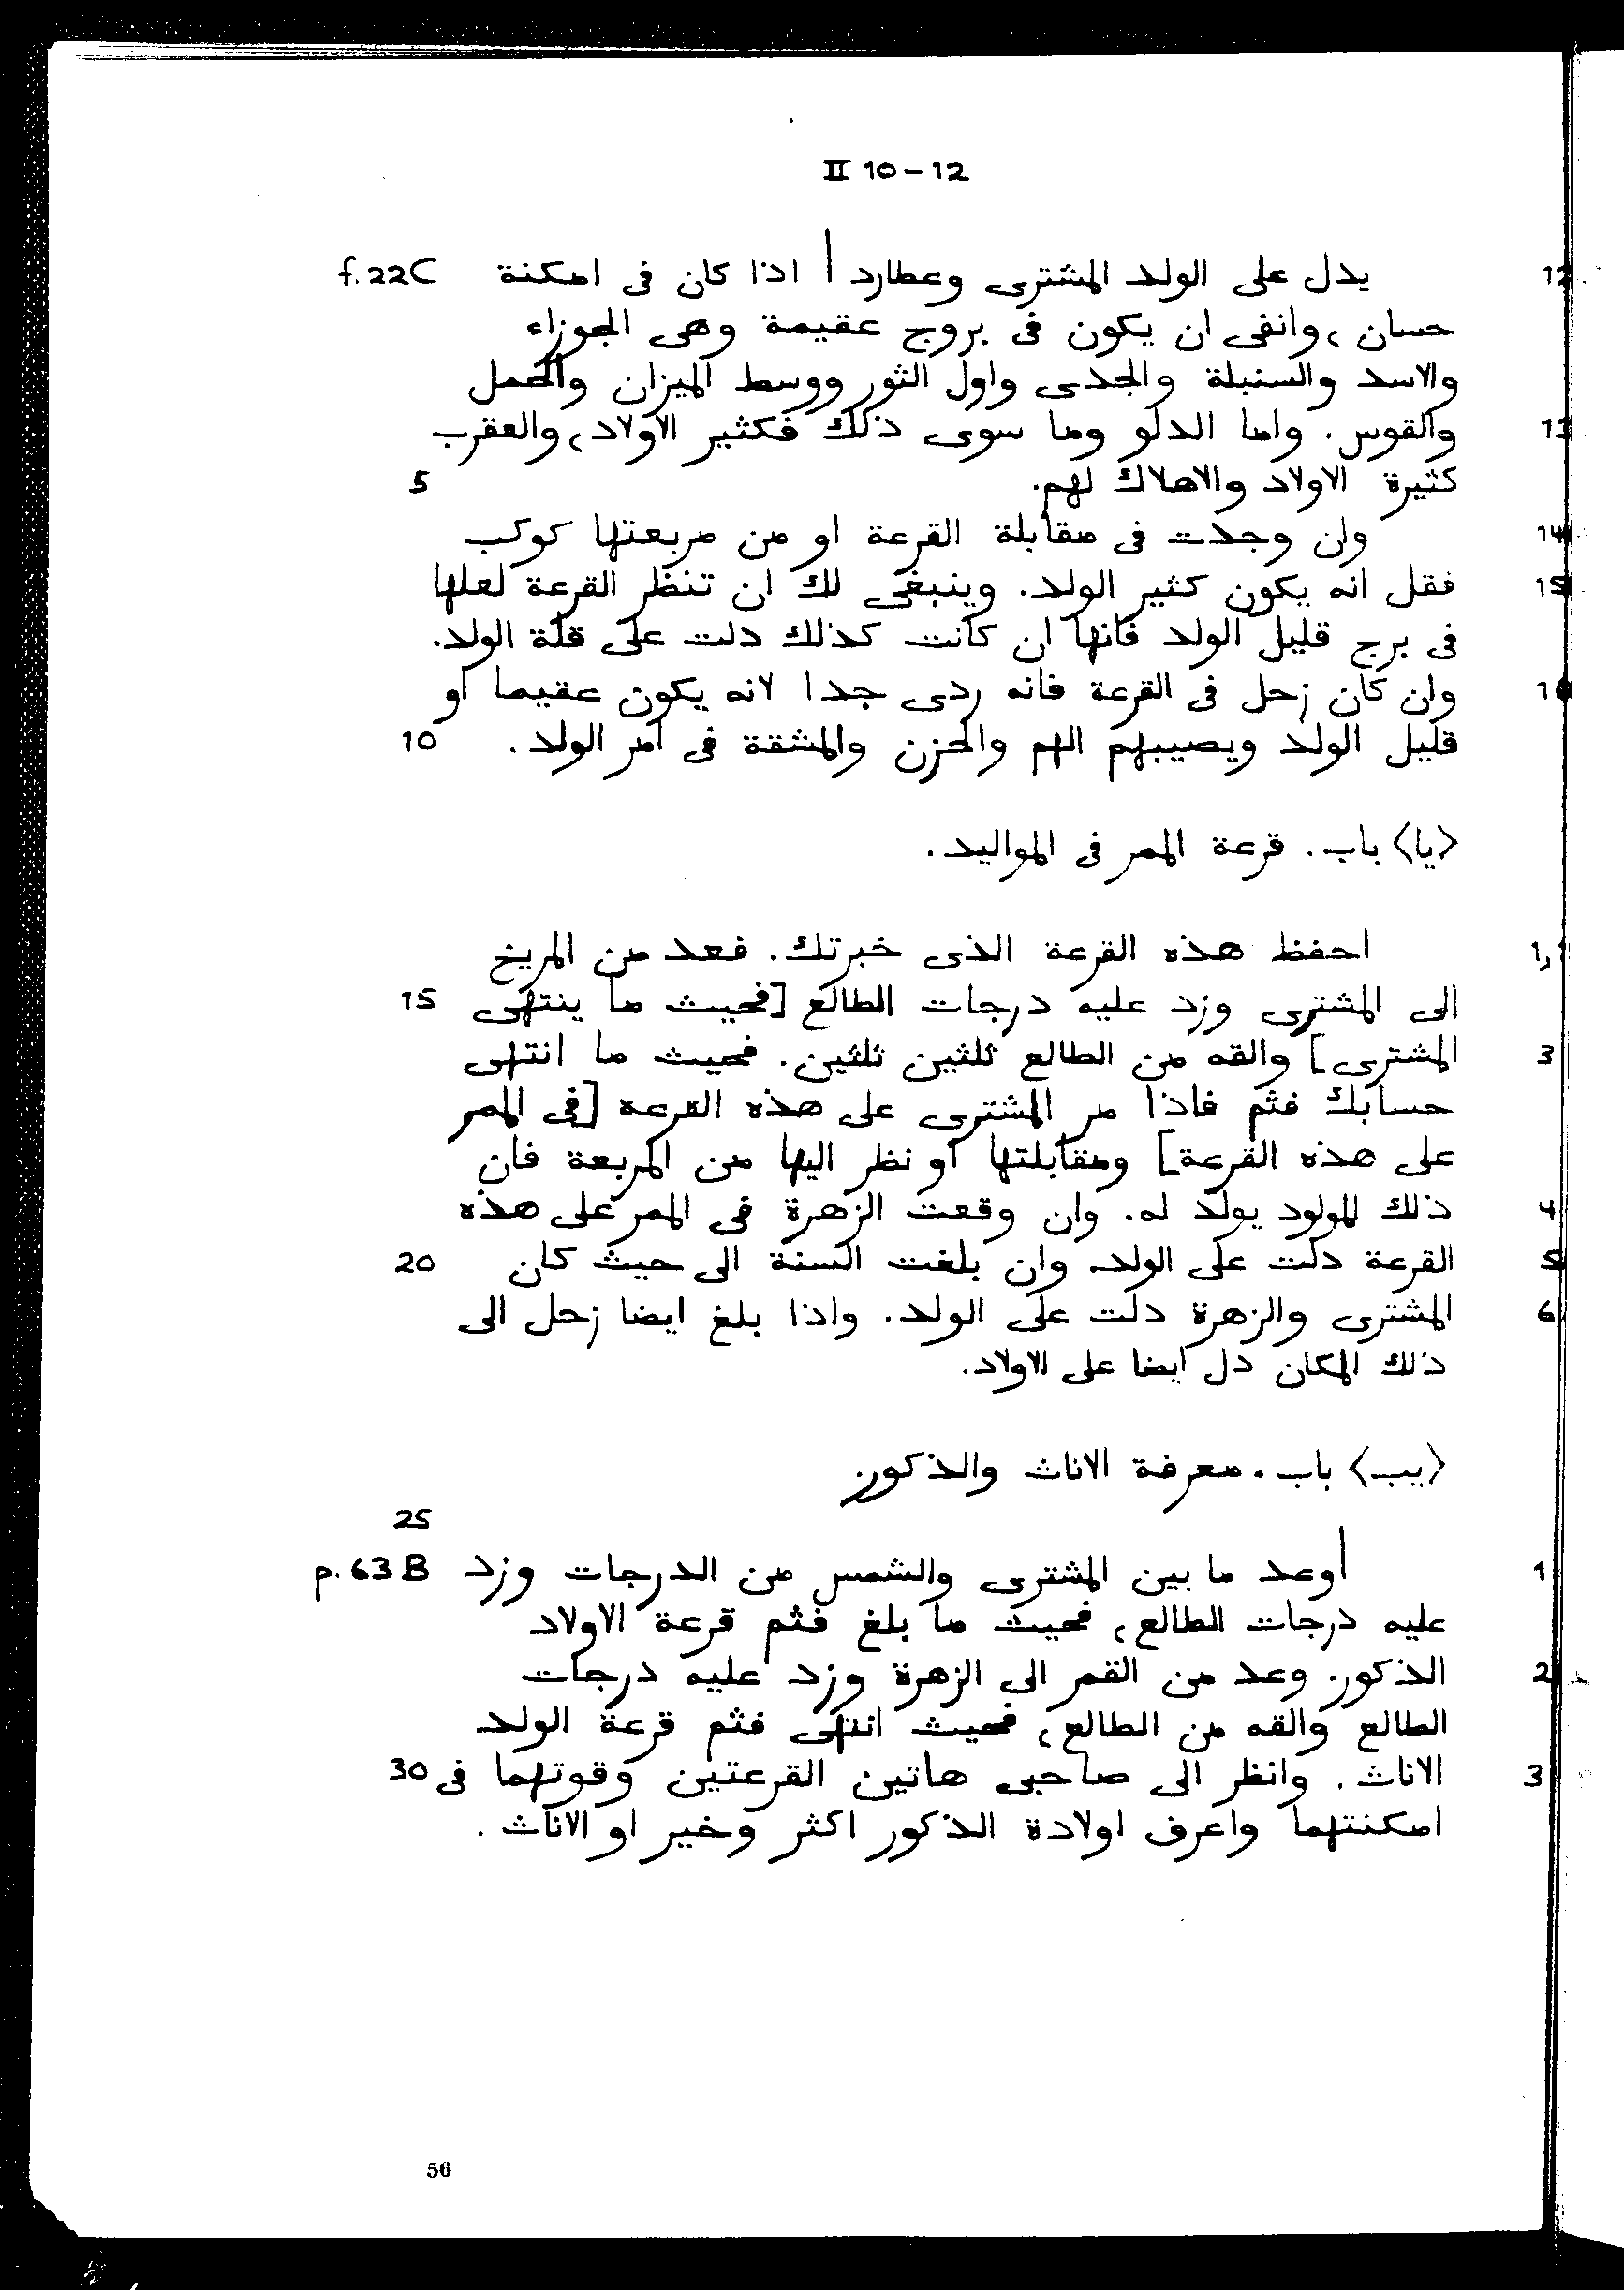 II 10-12
12 يدل على الولد المشترى وعطارد | اذا كان فى امكنة f.22C
حسان، وانفى ان يكون فى بروج عقيمة وهى الجوزاء
والاسد والسنبلة والجدى واول الثور ووسط الميزان والحمل
13 والقوس. واما الدلو وما سوى ذلك فكثير الاولاد، والعقرب
كثيرة الاولاد والاهلاك لهم. 5
14 وان وجدت فى مقابلة القرعة او من مربعتها كوكب
15 فقل انه يكون كثير الولد. وينبغى لك ان تنظر القرعة لعلها
فى برج قليل الولد فانها ان كانت كذلك دلت على قلة الولد.
16 وان كان زحل فى القرعة فانه ردى جدا لانه يكون عقيما او
قليل الولد ويصيبهم الهم والحزن والمشقة فى امر الولد. 10
<يا> باب. قرعة الممر فى المواليد.
1,1 احفظ هذه القرعة الذى خبرتك. فعد من المريخ
الى المشترى وزد عليه درجات الطالع [فحيث ما ينتهى 15
3 المشترى] والقه من الطالع ثلثين ثلثين. فحيث ما انتهى
حسابك فثم فاذا مر المشترى على هذه القرعة [فى الممر
على هذه القرعة] ومقابلتها او نظر اليها من المربعة فان
4 ذلك المولود يولد له. وان وقعت الزهرة فى الممر على هذه
5 القرعة دلت على الولد. وان بلغت السنة الى حيث كان 20
6 المشترى والزهرة دلت على الولد. واذا بلغ ايضا زحل الى
ذلك المكان دل ايضا على الاولاد.
<يب> باب. معرفة الاناث والذكور.
25
1 |وعد ما بين المشترى والشمس من الدرجات وزد p.63B
عليه درجات الطالع، فحيث ما بلغ فثم قرعة الاولاد
2 الذكور. وعد من القمر الى الزهرة وزد عليه درجات
الطالع والقه من الطالع، فحيث انتهى فثم قرعة الولد
3 الاناث. وانظر الى صاحبى هاتين القرعتين وقوتهما فى 30
امكنتهما واعرف اولادة الذكور اكثر وخير او الاناث.
56